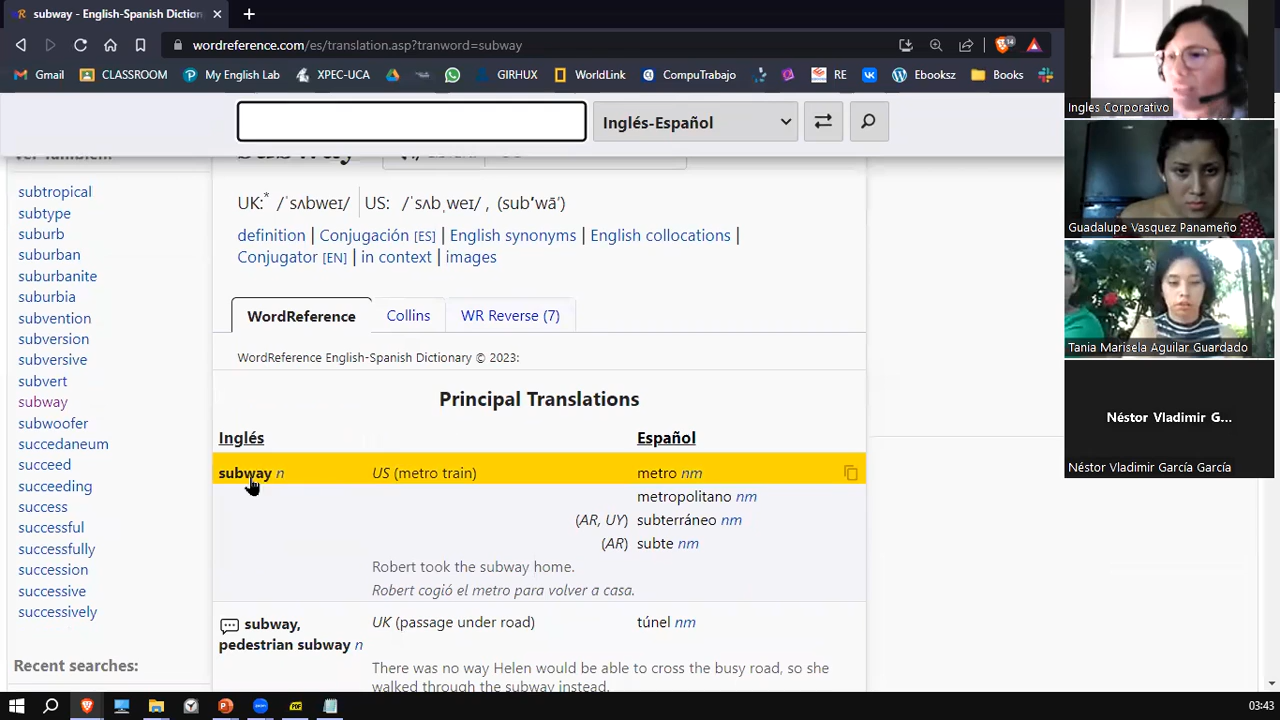 subway - English-Spanish Diction
wordreference.com/es/translation.asp?tranword=subway
14
Gmail
CLASSROOM
My English Lab
XPEC-UCA
GIRHUX
WorldLink
CompuTrabajo
RE
Ebooksz
Books
Inglés-Español
subtropical
subtype
suburb
suburban
suburbanite
suburbia
subvention
subversion
subversive
subvert
subway
subwoofer
succedaneum
succeed
succeeding
success
successful
successfully
succession
successive
successively
Recent searches:
UK:* /ˈsʌbweɪ/ US: /ˈsʌbˌweɪ/ , (sub′wā′)
definition | Conjugación [ES] | English synonyms | English collocations |
Conjugator [EN] | in context | images
WordReference
Collins
WR Reverse (7)
WordReference English-Spanish Dictionary © 2023:
Principal Translations
Inglés Español
subway n US (metro train) metro nm
metropolitano nm
(AR, UY) subterráneo nm
(AR) subte nm
Robert took the subway home.
Robert cogió el metro para volver a casa.
subway, UK (passage under road) túnel nm
pedestrian subway n
There was no way Helen would be able to cross the busy road, so she
walked through the subway instead.
Ingles Corporativo
Guadalupe Vasquez Panameño
Tania Marisela Aguilar Guardado
Néstor Vladimir G...
Néstor Vladimir García García
03:43